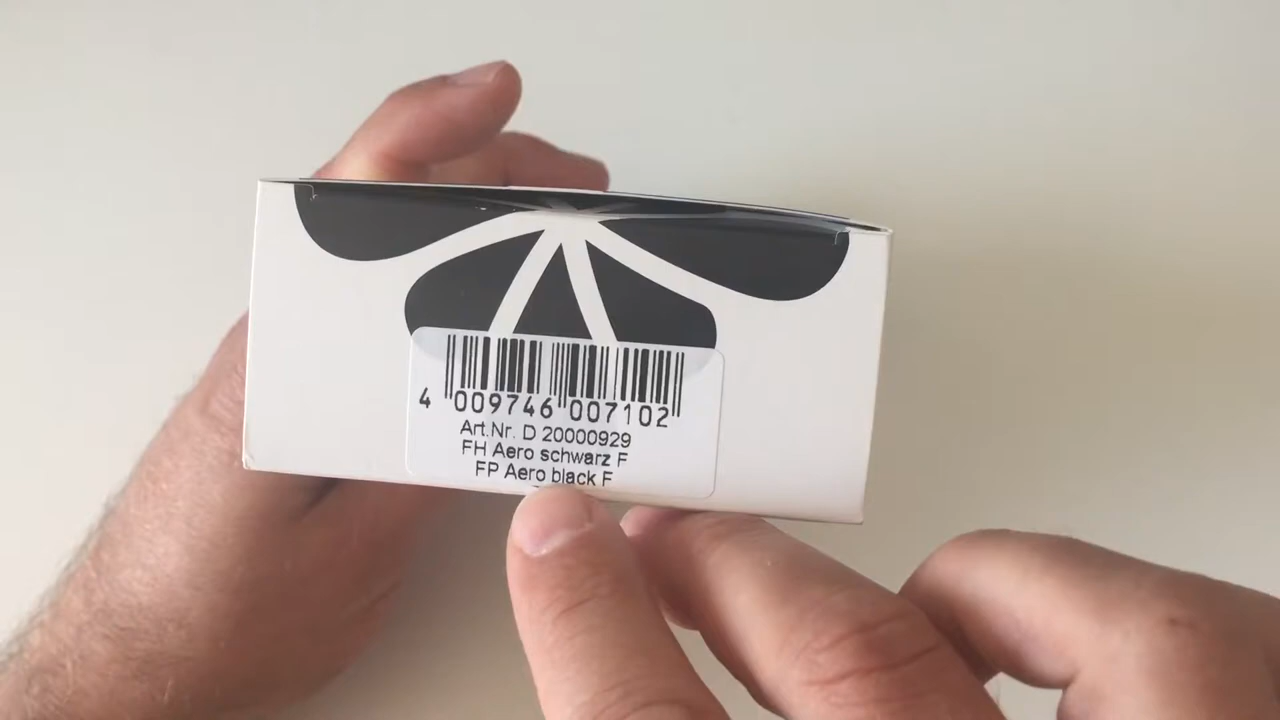 4 009746 007102
Art.Nr. D 20000929
FH Aero schwarz F
FP Aero black F